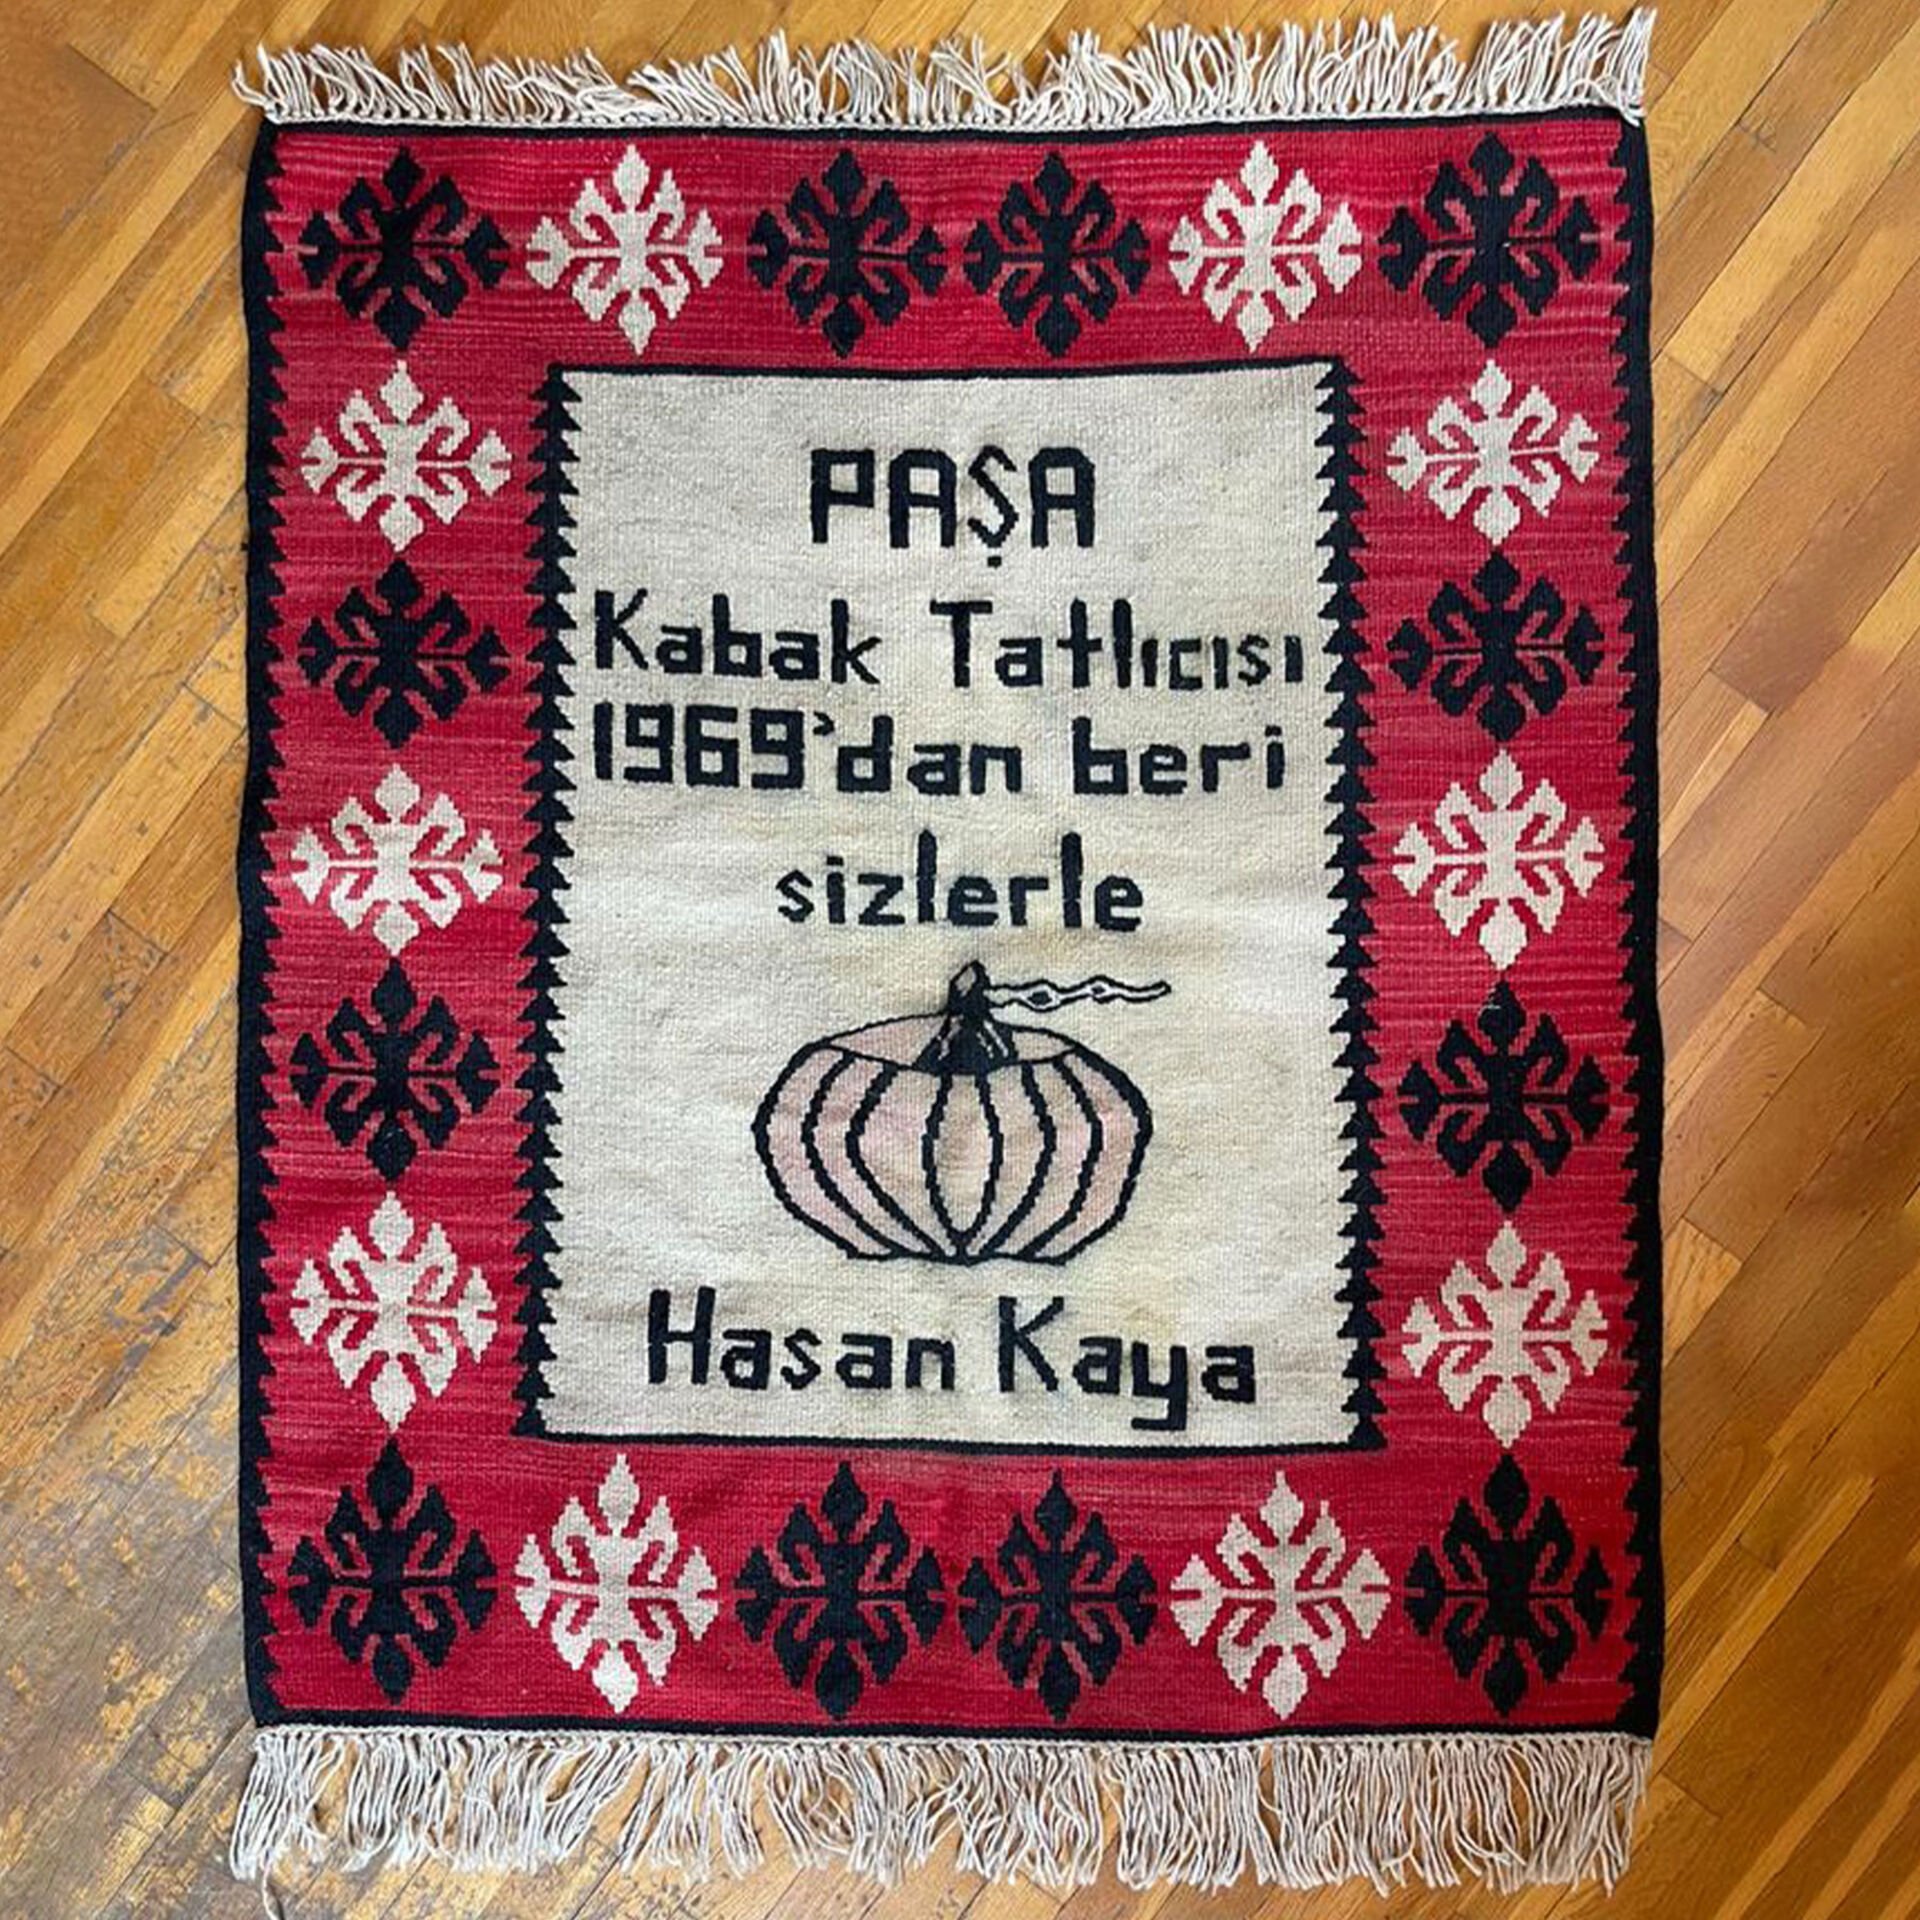 PAŞA
Kabak Tatlıcısı
1969'dan beri
sizlerle
Hasan Kaya